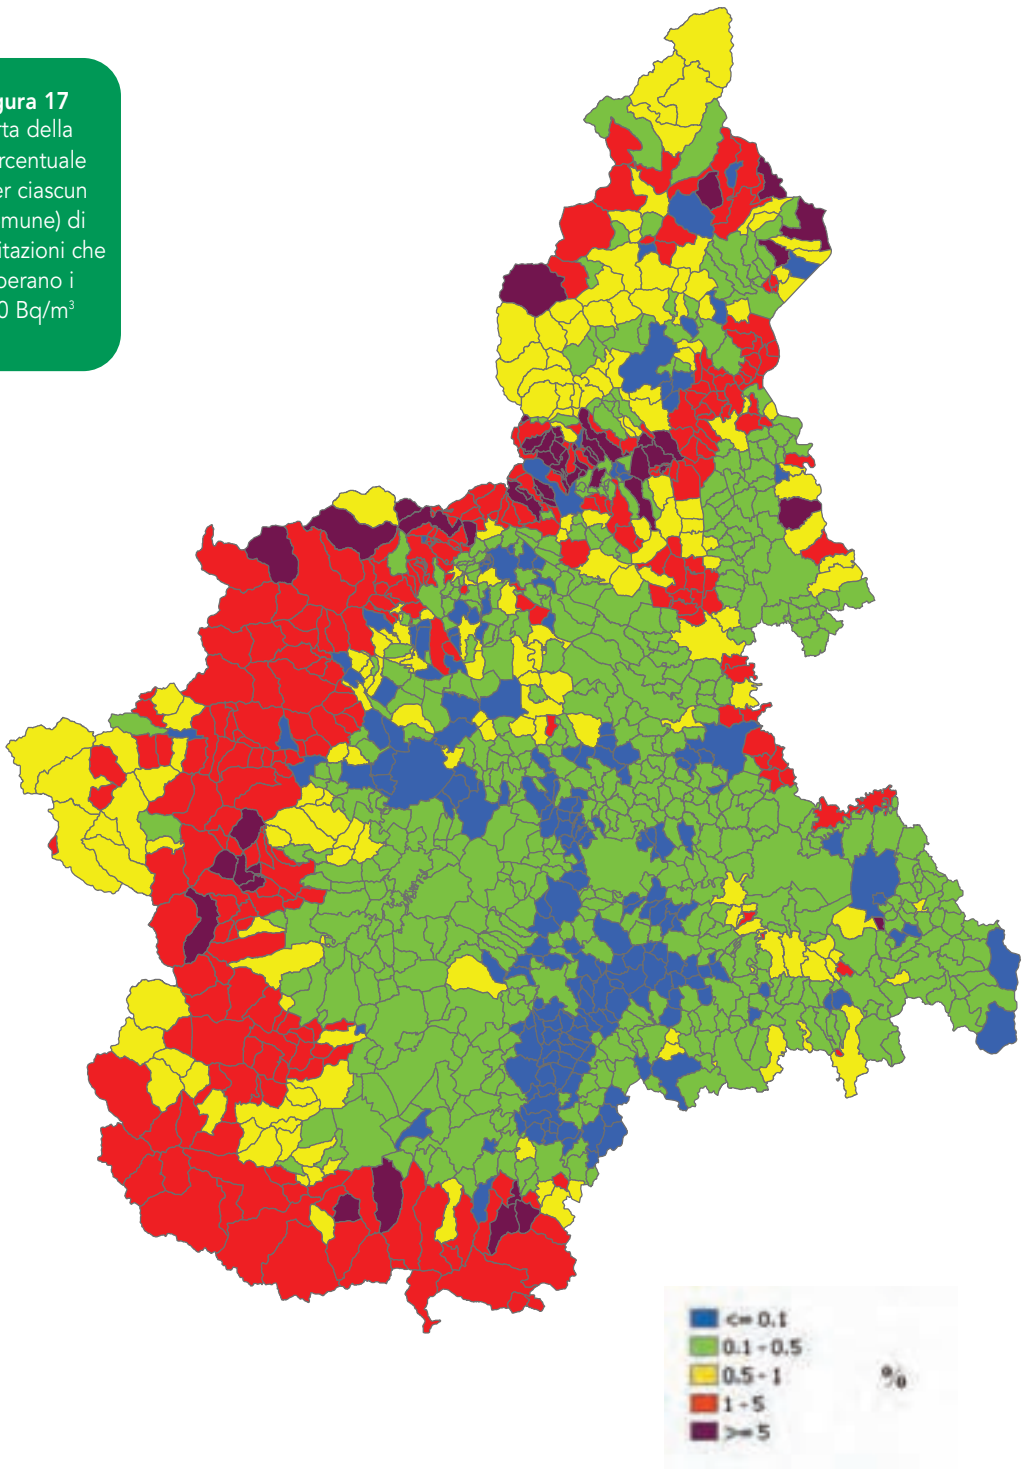 gura 17
rta della
rcentuale
er ciascun
mune) di
itazioni che
perano i
0 Bq/m³
<= 0.1
0.1 - 0.5
0.5 - 1
%
1 - 5
>= 5